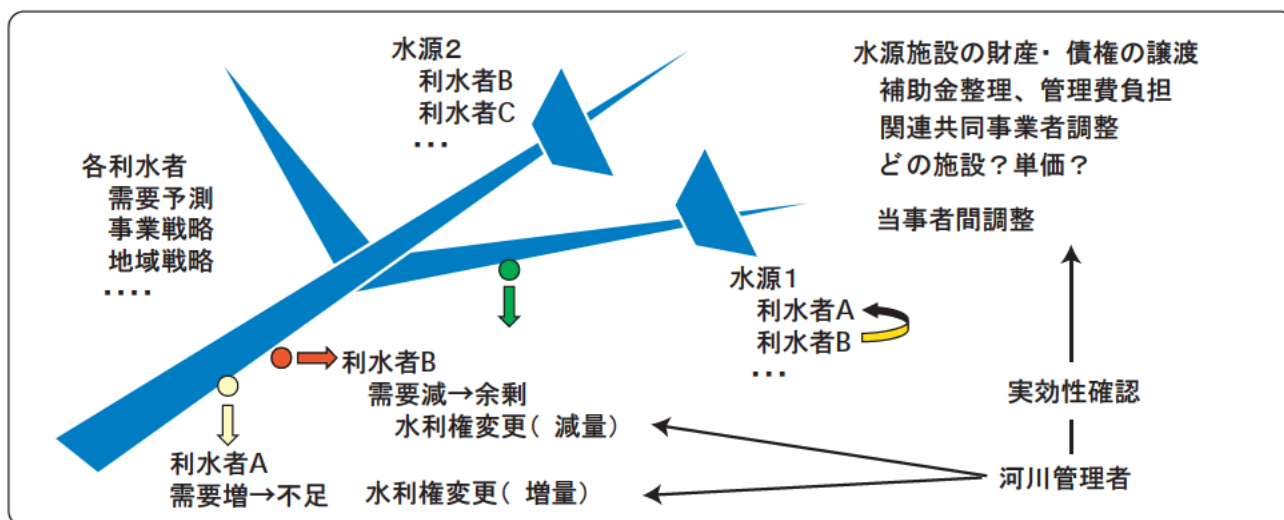 水源2
利水者B
利水者C
・・・
水源施設の財産・ 債権の譲渡
補助金整理、管理費負担
関連共同事業者調整
どの施設？単価？
当事者間調整
各利水者
需要予測
事業戦略
地域戦略
・・・・
水源1
利水者A
利水者B
・・・
利水者B
需要減→余剰
水利権変更( 減量)
実効性確認
利水者A
需要増→不足
水利権変更( 増量)
河川管理者